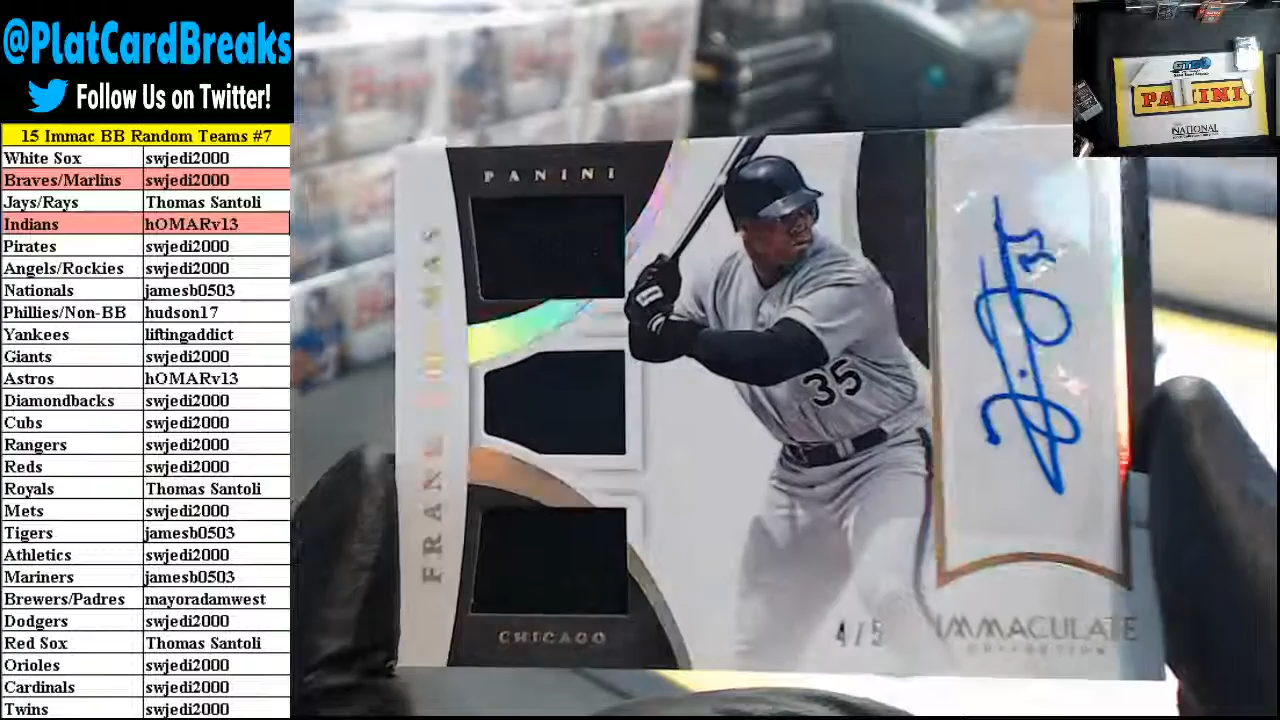 @PlatCardBreaks
Follow Us on Twitter!
15 Immac BB Random Teams #7
White Sox swjedi2000
Braves/Marlins swjedi2000
Jays/Rays Thomas Santoli
Indians hOMARv13
Pirates swjedi2000
Angels/Rockies swjedi2000
Nationals jamesb0503
Phillies/Non-BB hudson17
Yankees liftingaddict
Giants swjedi2000
Astros hOMARv13
Diamondbacks swjedi2000
Cubs swjedi2000
Rangers swjedi2000
Reds swjedi2000
Royals Thomas Santoli
Mets swjedi2000
Tigers jamesb0503
Athletics swjedi2000
Mariners jamesb0503
Brewers/Padres mayoradamwest
Dodgers swjedi2000
Red Sox Thomas Santoli
Orioles swjedi2000
Cardinals swjedi2000
Twins swjedi2000
PANINI
FRANK THOMAS
35
35
CHICAGO
4/5
IMMACULATE
COLLECTION
PANINI
NATIONAL